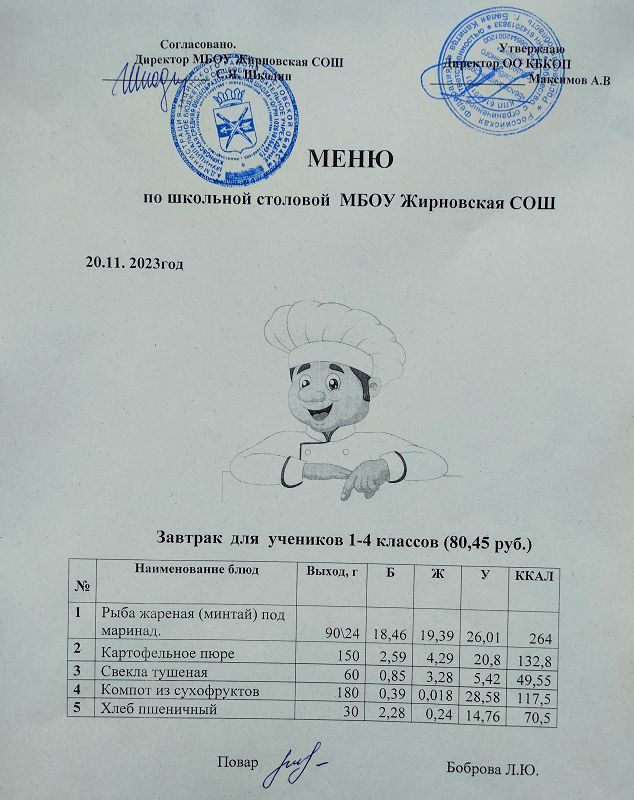 Согласовано.
Утверждаю
Директор МБОУ Жирновская СОШ
Директор ОО КБКОП
С.Я. Шкодин
Максимов А.В
МЕНЮ
по школьной столовой МБОУ Жирновская СОШ
20.11. 2023год
Завтрак для учеников 1-4 классов (80,45 руб.)
№ Наименование блюд Выход, г Б Ж У ККАЛ
1 Рыба жареная (минтай) под
маринад. 90\24 18,46 19,39 26,01 264
2 Картофельное пюре 150 2,59 4,29 20,8 132,8
3 Свекла тушеная 60 0,85 3,28 5,42 49,55
4 Компот из сухофруктов 180 0,39 0,018 28,58 117,5
5 Хлеб пшеничный 30 2,28 0,24 14,76 70,5
Повар Боброва Л.Ю.